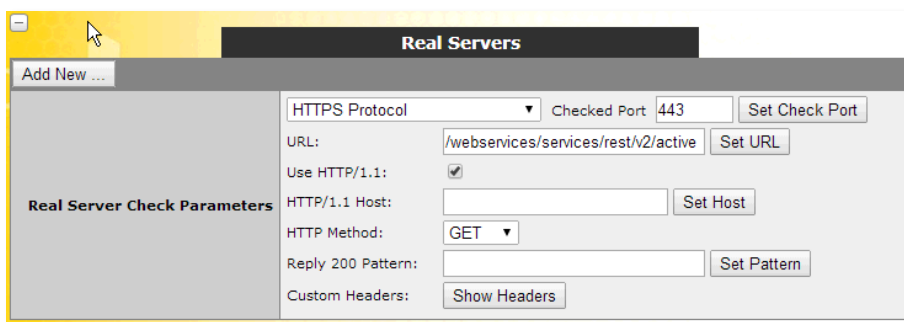 Real Servers
Add New ...
HTTPS Protocol Checked Port 443 Set Check Port
URL: /webservices/services/rest/v2/active Set URL
Use HTTP/1.1:
Real Server Check Parameters HTTP/1.1 Host: Set Host
HTTP Method: GET
Reply 200 Pattern: Set Pattern
Custom Headers: Show Headers